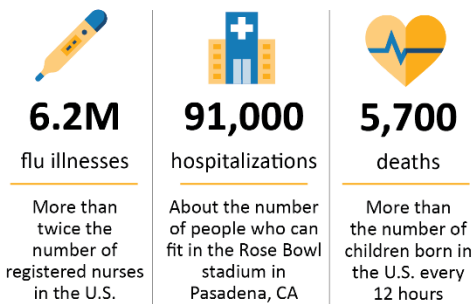 6.2M
flu illnesses
More than
twice the
number of
registered nurses
in the U.S.
91,000
hospitalizations
About the number
of people who can
fit in the Rose Bowl
stadium in
Pasadena, CA
5,700
deaths
More than
the number of
children born in
the U.S. every
12 hours